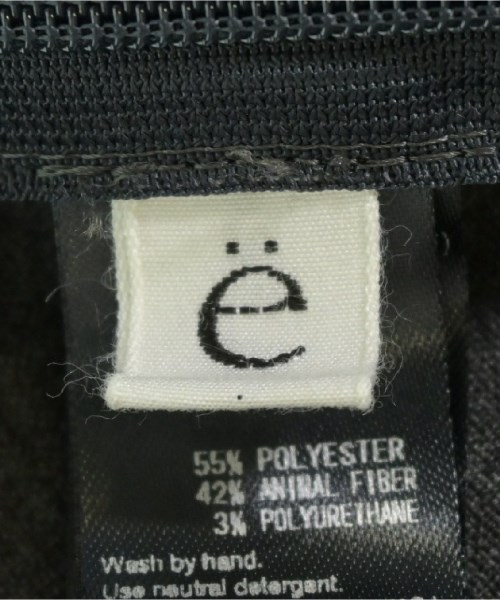 ë
55% POLYESTER
42% ANIMAL FIBER
3% POLYURETHANE
Wash by hand.
Use neutral detergent.